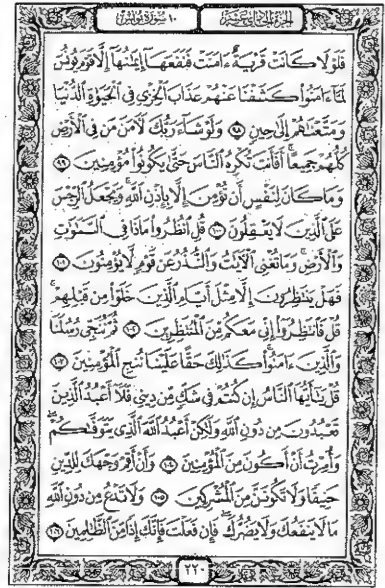 الجزء الحادي عشر
١٠ سورة يونس
فَلَوْلَا كَانَتْ قَرْيَةٌ ءَامَنَتْ فَنَفَعَهَآ إِيمَٰنُهَآ إِلَّا قَوْمَ يُونُسَ
لَمَّآ ءَامَنُوا۟ كَشَفْنَا عَنْهُمْ عَذَابَ ٱلْخِزْىِ فِى ٱلْحَيَوٰةِ ٱلدُّنْيَا
وَمَتَّعْنَٰهُمْ إِلَىٰ حِينٍ ٩٨ وَلَوْ شَآءَ رَبُّكَ لَءَامَنَ مَن فِى ٱلْأَرْضِ
كُلُّهُمْ جَمِيعًا ۚ أَفَأَنتَ تُكْرِهُ ٱلنَّاسَ حَتَّىٰ يَكُونُوا۟ مُؤْمِنِينَ ٩٩
وَمَا كَانَ لِنَفْسٍ أَن تُؤْمِنَ إِلَّا بِإِذْنِ ٱللَّهِ ۚ وَيَجْعَلُ ٱلرِّجْسَ
عَلَى ٱلَّذِينَ لَا يَعْقِلُونَ ١٠٠ قُلِ ٱنظُرُوا۟ مَاذَا فِى ٱلسَّمَٰوَٰتِ
وَٱلْأَرْضِ ۚ وَمَا تُغْنِى ٱلْءَايَٰتُ وَٱلنُّذُرُ عَن قَوْمٍ لَّا يُؤْمِنُونَ ١٠١
فَهَلْ يَنتَظِرُونَ إِلَّا مِثْلَ أَيَّامِ ٱلَّذِينَ خَلَوْا۟ مِن قَبْلِهِمْ ۚ
قُلْ فَٱنتَظِرُوٓا۟ إِنِّى مَعَكُم مِّنَ ٱلْمُنتَظِرِينَ ١٠٢ ثُمَّ نُنَجِّى رُسُلَنَا
وَٱلَّذِينَ ءَامَنُوا۟ ۚ كَذَٰلِكَ حَقًّا عَلَيْنَا نُنجِ ٱلْمُؤْمِنِينَ ١٠٣
قُلْ يَٰٓأَيُّهَا ٱلنَّاسُ إِن كُنتُمْ فِى شَكٍّ مِّن دِينِى فَلَآ أَعْبُدُ ٱلَّذِينَ
تَعْبُدُونَ مِن دُونِ ٱللَّهِ وَلَٰكِنْ أَعْبُدُ ٱللَّهَ ٱلَّذِى يَتَوَفَّىٰكُمْ ۖ
وَأُمِرْتُ أَنْ أَكُونَ مِنَ ٱلْمُؤْمِنِينَ ١٠٤ وَأَنْ أَقِمْ وَجْهَكَ لِلدِّينِ
حَنِيفًا وَلَا تَكُونَنَّ مِنَ ٱلْمُشْرِكِينَ ١٠٥ وَلَا تَدْعُ مِن دُونِ ٱللَّهِ
مَا لَا يَنفَعُكَ وَلَا يَضُرُّكَ ۖ فَإِن فَعَلْتَ فَإِنَّكَ إِذًا مِّنَ ٱلظَّٰلِمِينَ ١٠٦
٢٢٠